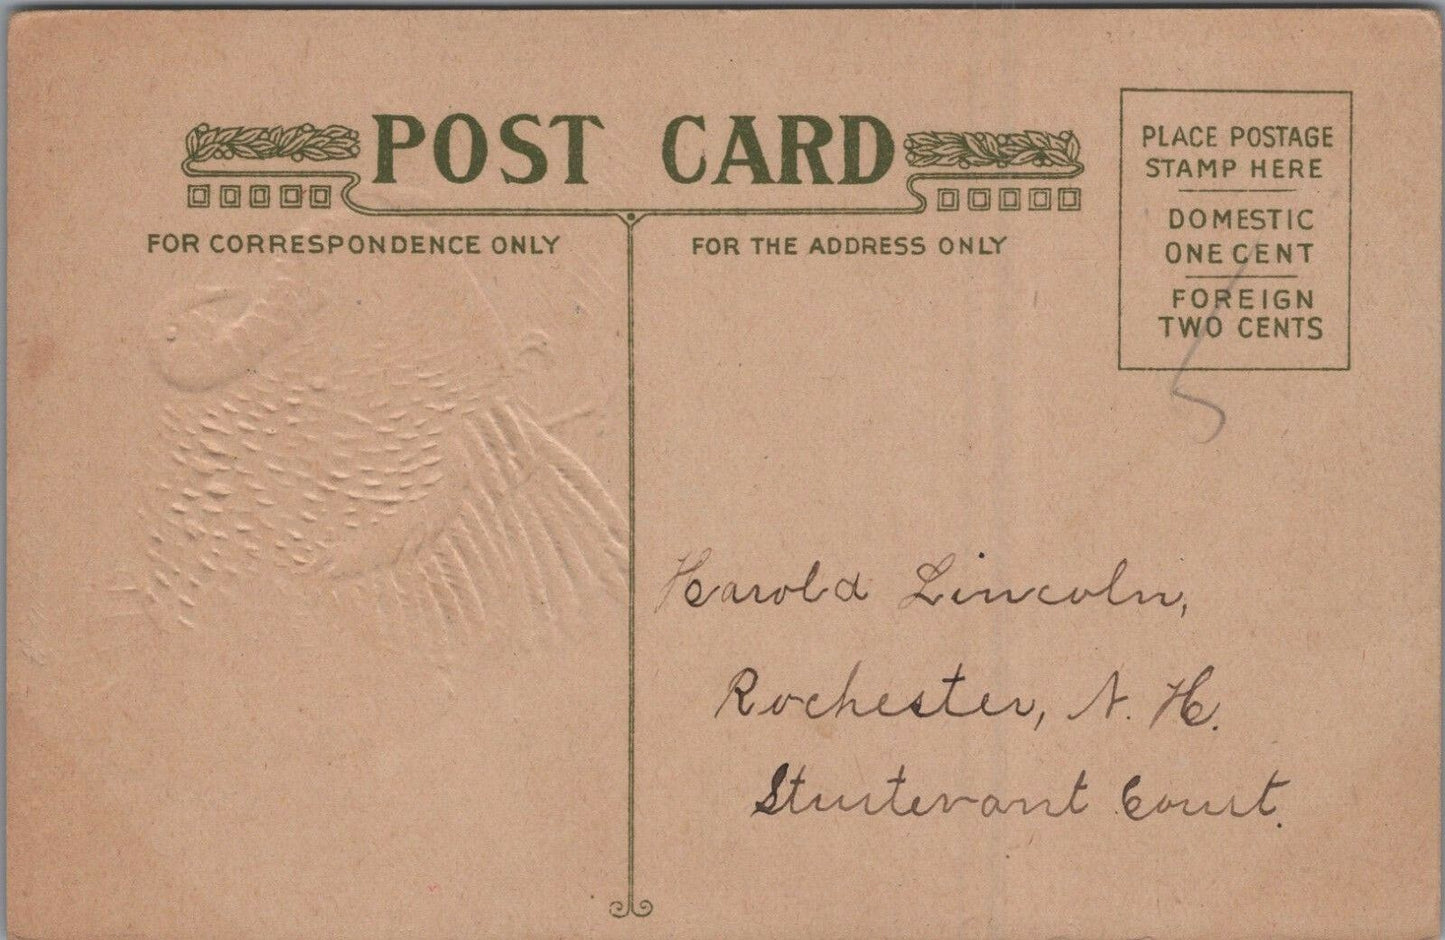 POST CARD
FOR CORRESPONDENCE ONLY
FOR THE ADDRESS ONLY
PLACE POSTAGE
STAMP HERE
DOMESTIC
ONE CENT
FOREIGN
TWO CENTS
Harold Lincoln,
Rochester, N. H.
Sturtevant Court.